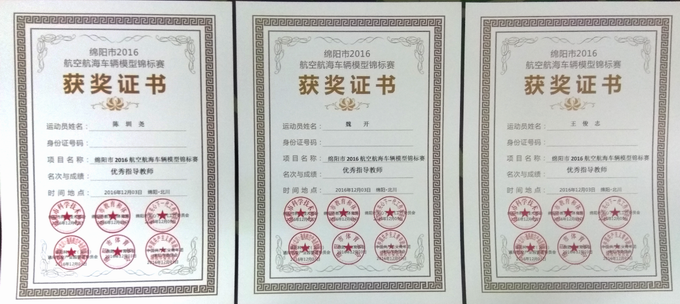 绵阳市2016
航空航海车辆模型锦标赛
获奖证书
运动员姓名：陈润尧
身份证号码：
项目名称：绵阳市2016航空航海车辆模型锦标赛
名次与成绩：优秀指导教师
时间地点：2016年12月03日 绵阳·北川
绵阳市2016
航空航海车辆模型锦标赛
获奖证书
运动员姓名：魏开
身份证号码：
项目名称：绵阳市2016航空航海车辆模型锦标赛
名次与成绩：优秀指导教师
时间地点：2016年12月03日 绵阳·北川
绵阳市2016
航空航海车辆模型锦标赛
获奖证书
运动员姓名：王俊志
身份证号码：
项目名称：绵阳市2016航空航海车辆模型锦标赛
名次与成绩：优秀指导教师
时间地点：2016年12月03日 绵阳·北川